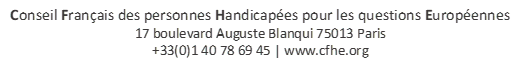 Conseil Français des personnes Handicapées pour les questions Européennes
17 boulevard Auguste Blanqui 75013 Paris
+33(0)1 40 78 69 45 | www.cfhe.org